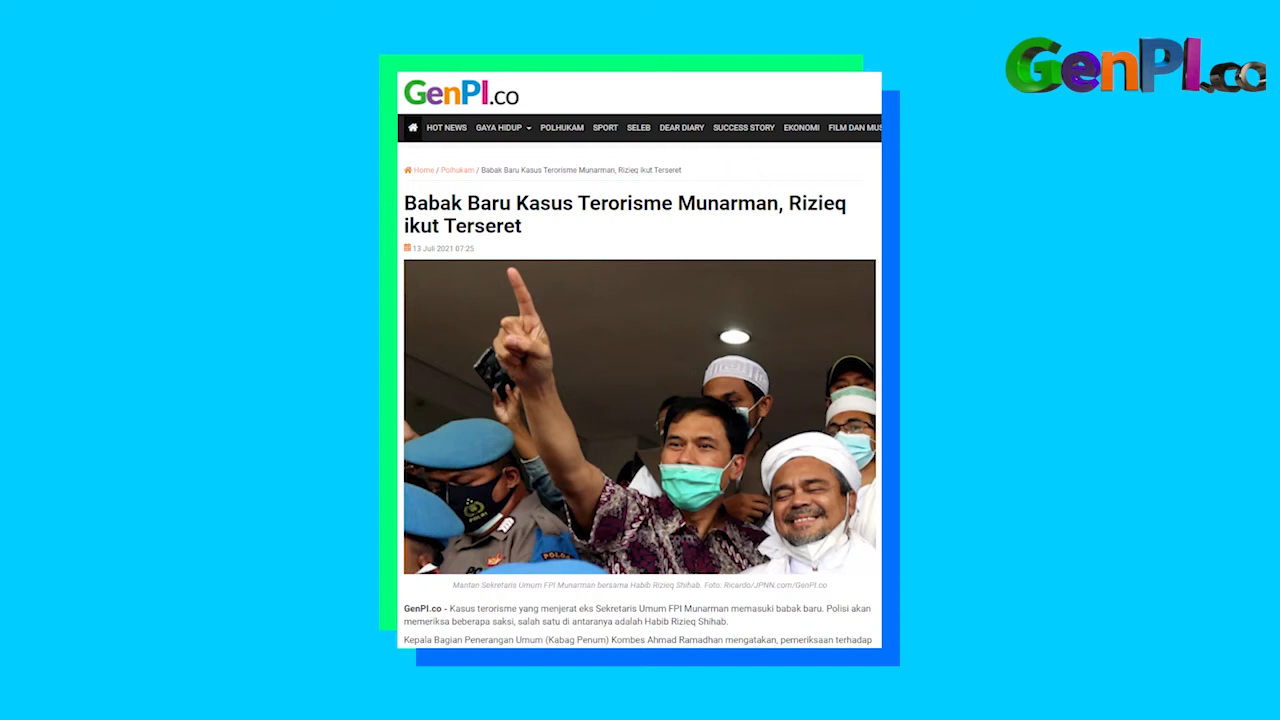 GenPI.co
GenPI.co
HOT NEWS GAYA HIDUP POLHUKAM SPORT SELEB DEAR DIARY SUCCESS STORY EKONOMI FILM DAN MUS
Home / Polhukam / Babak Baru Kasus Terorisme Munarman, Rizieq ikut Terseret
Babak Baru Kasus Terorisme Munarman, Rizieq
ikut Terseret
13 Juli 2021 07:25
POLRI
Mantan Sekretaris Umum FPI Munarman bersama Habib Rizieq Shihab. Foto: Ricardo/JPNN.com/GenPI.co
GenPI.co - Kasus terorisme yang menjerat eks Sekretaris Umum FPI Munarman memasuki babak baru. Polisi akan
memeriksa beberapa saksi, salah satu di antaranya adalah Habib Rizieq Shihab.
Kepala Bagian Penerangan Umum (Kabag Penum) Kombes Ahmad Ramadhan mengatakan, pemeriksaan terhadap